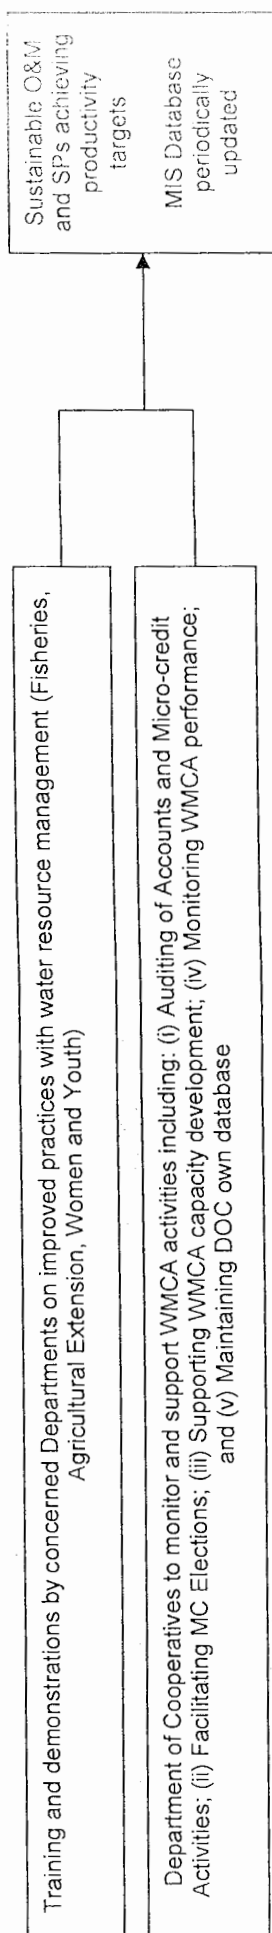 Training and demonstrations by concerned Departments on improved practices with water resource management (Fisheries,
Agricultural Extension, Women and Youth)
Department of Cooperatives to monitor and support WMCA activities including: (i) Auditing of Accounts and Micro-credit
Activities; (ii) Facilitating MC Elections; (iii) Supporting WMCA capacity development; (iv) Monitoring WMCA performance;
and (v) Maintaining DOC own database
Sustainable O&M
and SPs achieving
productivity
targets
MIS Database
periodically
updated